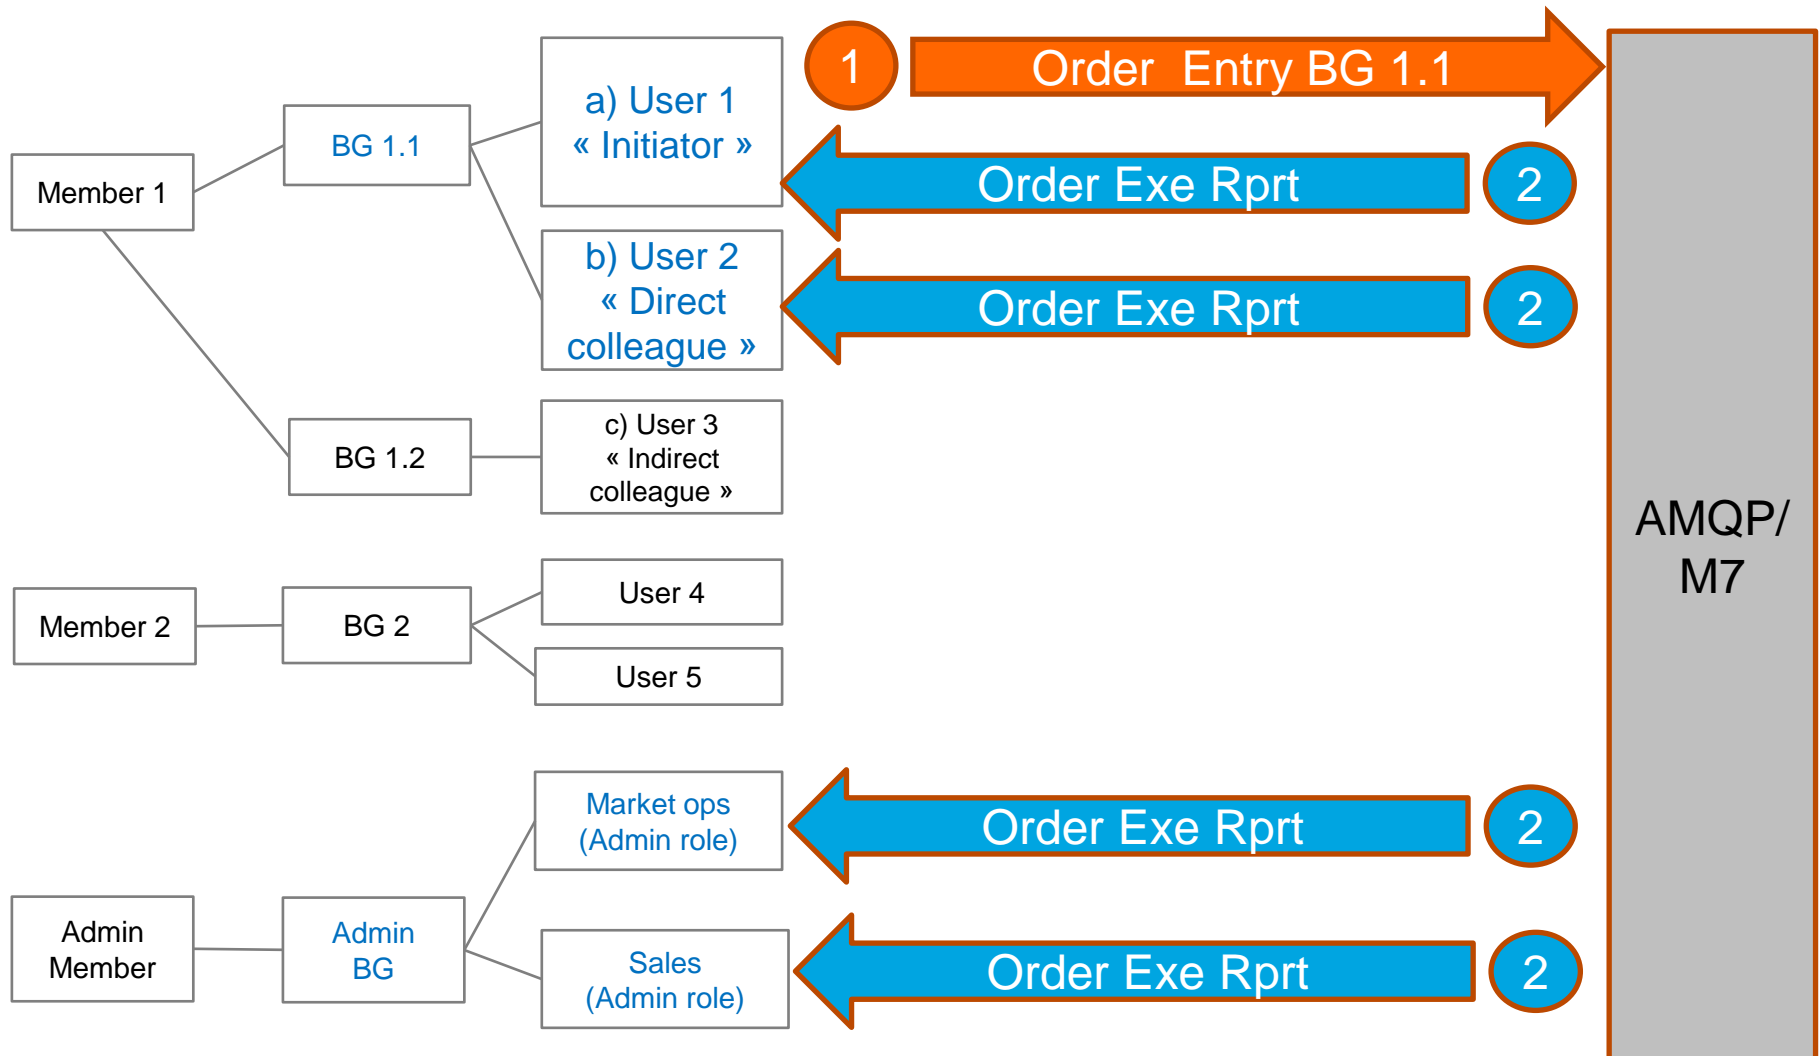 1
Order Entry BG 1.1
a) User 1
« Initiator »
BG 1.1
Member 1
Order Exe Rprt
2
b) User 2
« Direct
colleague »
Order Exe Rprt
2
BG 1.2
c) User 3
« Indirect
colleague »
AMQP/
M7
Member 2
BG 2
User 4
User 5
Market ops
(Admin role)
Order Exe Rprt
2
Admin
Member
Admin
BG
Sales
(Admin role)
Order Exe Rprt
2